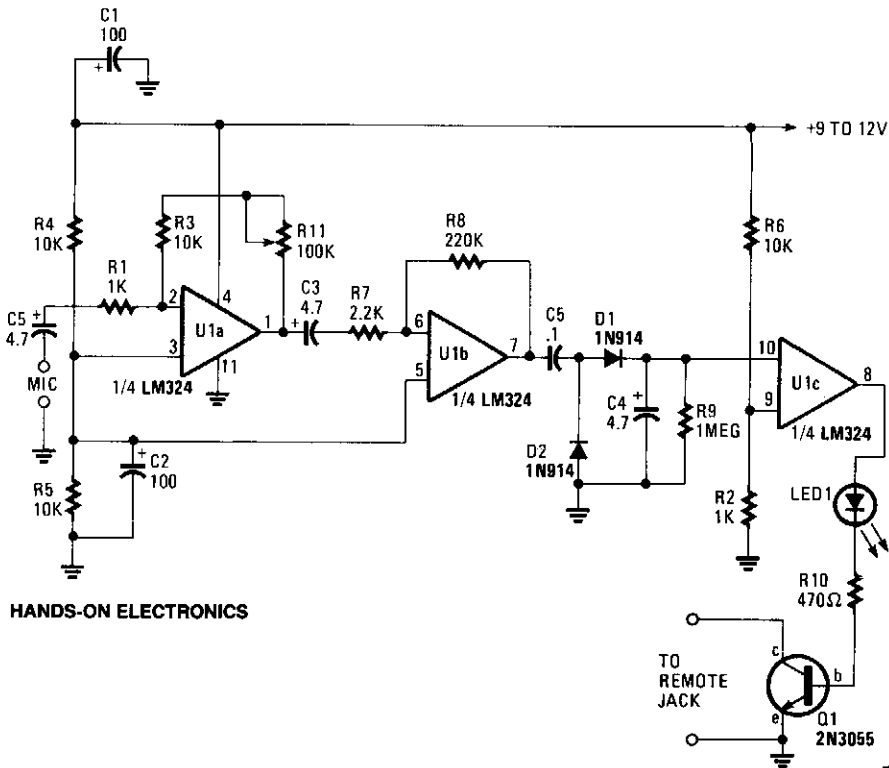 C1
100
+
+9 TO 12V
R4
10K
R3
10K
R11
100K
R6
10K
R8
220K
R1
1K
C3
4.7
+
R7
2.2K
C5
4.7
+
2
4
1
U1a
3
11
1/4 LM324
MIC
6
7
U1b
5
1/4 LM324
C5
.1
D1
1N914
10
8
U1c
9
1/4 LM324
+
C4
4.7
R9
1MEG
D2
1N914
+
C2
100
R5
10K
R2
1K
LED1
R10
470Ω
HANDS-ON ELECTRONICS
TO
REMOTE
JACK
c
b
e
Q1
2N3055